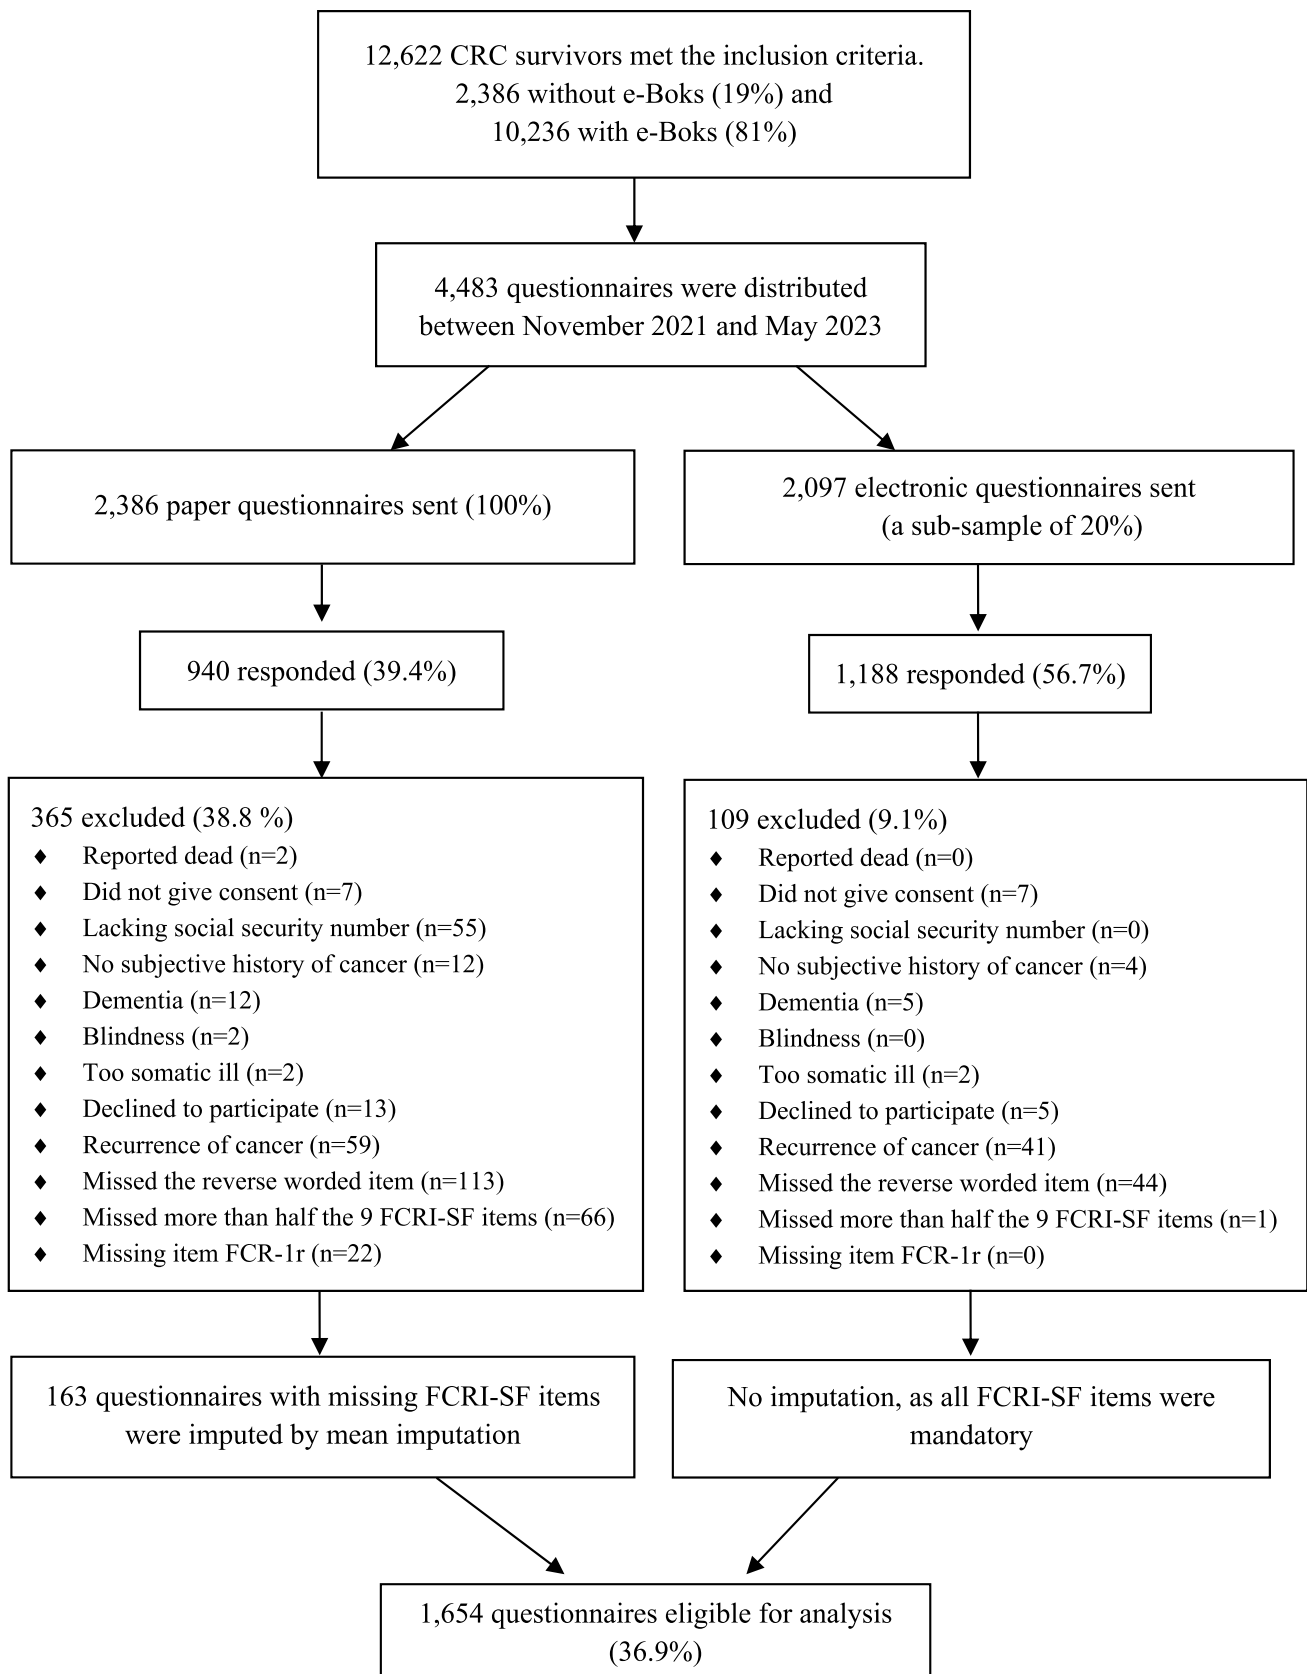 12,622 CRC survivors met the inclusion criteria.
2,386 without e-Boks (19%) and
10,236 with e-Boks (81%)
4,483 questionnaires were distributed
between November 2021 and May 2023
2,386 paper questionnaires sent (100%)
2,097 electronic questionnaires sent
(a sub-sample of 20%)
940 responded (39.4%)
1,188 responded (56.7%)
365 excluded (38.8 %)
♦ Reported dead (n=2)
♦ Did not give consent (n=7)
♦ Lacking social security number (n=55)
♦ No subjective history of cancer (n=12)
♦ Dementia (n=12)
♦ Blindness (n=2)
♦ Too somatic ill (n=2)
♦ Declined to participate (n=13)
♦ Recurrence of cancer (n=59)
♦ Missed the reverse worded item (n=113)
♦ Missed more than half the 9 FCRI-SF items (n=66)
♦ Missing item FCR-1r (n=22)
109 excluded (9.1%)
♦ Reported dead (n=0)
♦ Did not give consent (n=7)
♦ Lacking social security number (n=0)
♦ No subjective history of cancer (n=4)
♦ Dementia (n=5)
♦ Blindness (n=0)
♦ Too somatic ill (n=2)
♦ Declined to participate (n=5)
♦ Recurrence of cancer (n=41)
♦ Missed the reverse worded item (n=44)
♦ Missed more than half the 9 FCRI-SF items (n=1)
♦ Missing item FCR-1r (n=0)
163 questionnaires with missing FCRI-SF items
were imputed by mean imputation
No imputation, as all FCRI-SF items were
mandatory
1,654 questionnaires eligible for analysis
(36.9%)